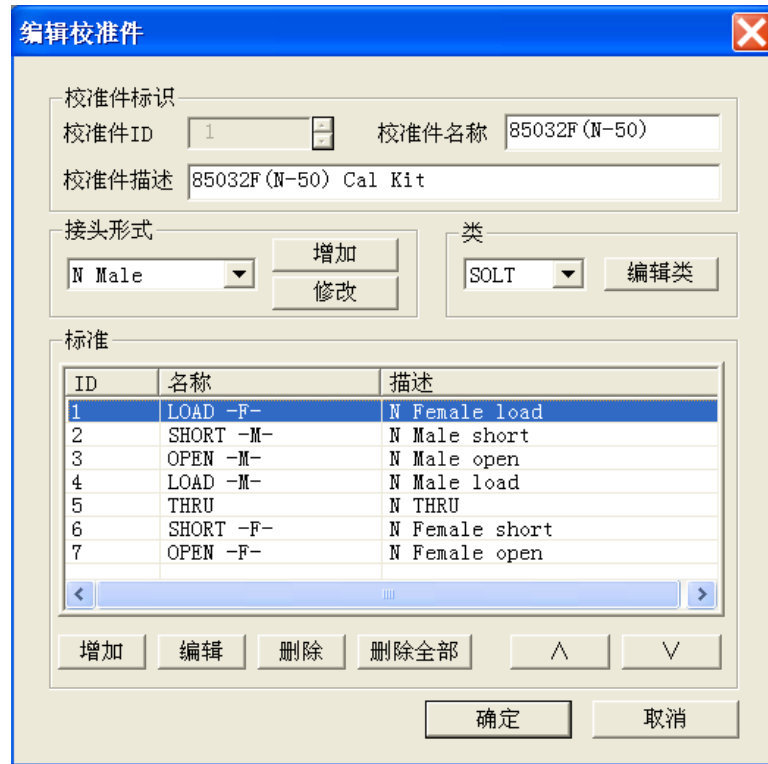 编辑校准件
校准件标识
校准件ID 1 校准件名称 85032F(N-50)
校准件描述 85032F(N-50) Cal Kit
接头形式 类
N Male 增加 SOLT 编辑类
修改
标准
ID 名称 描述
1 LOAD -F- N Female load
2 SHORT -M- N Male short
3 OPEN -M- N Male open
4 LOAD -M- N Male load
5 THRU N THRU
6 SHORT -F- N Female short
7 OPEN -F- N Female open
增加 编辑 删除 删除全部 ∧ ∨
确定 取消